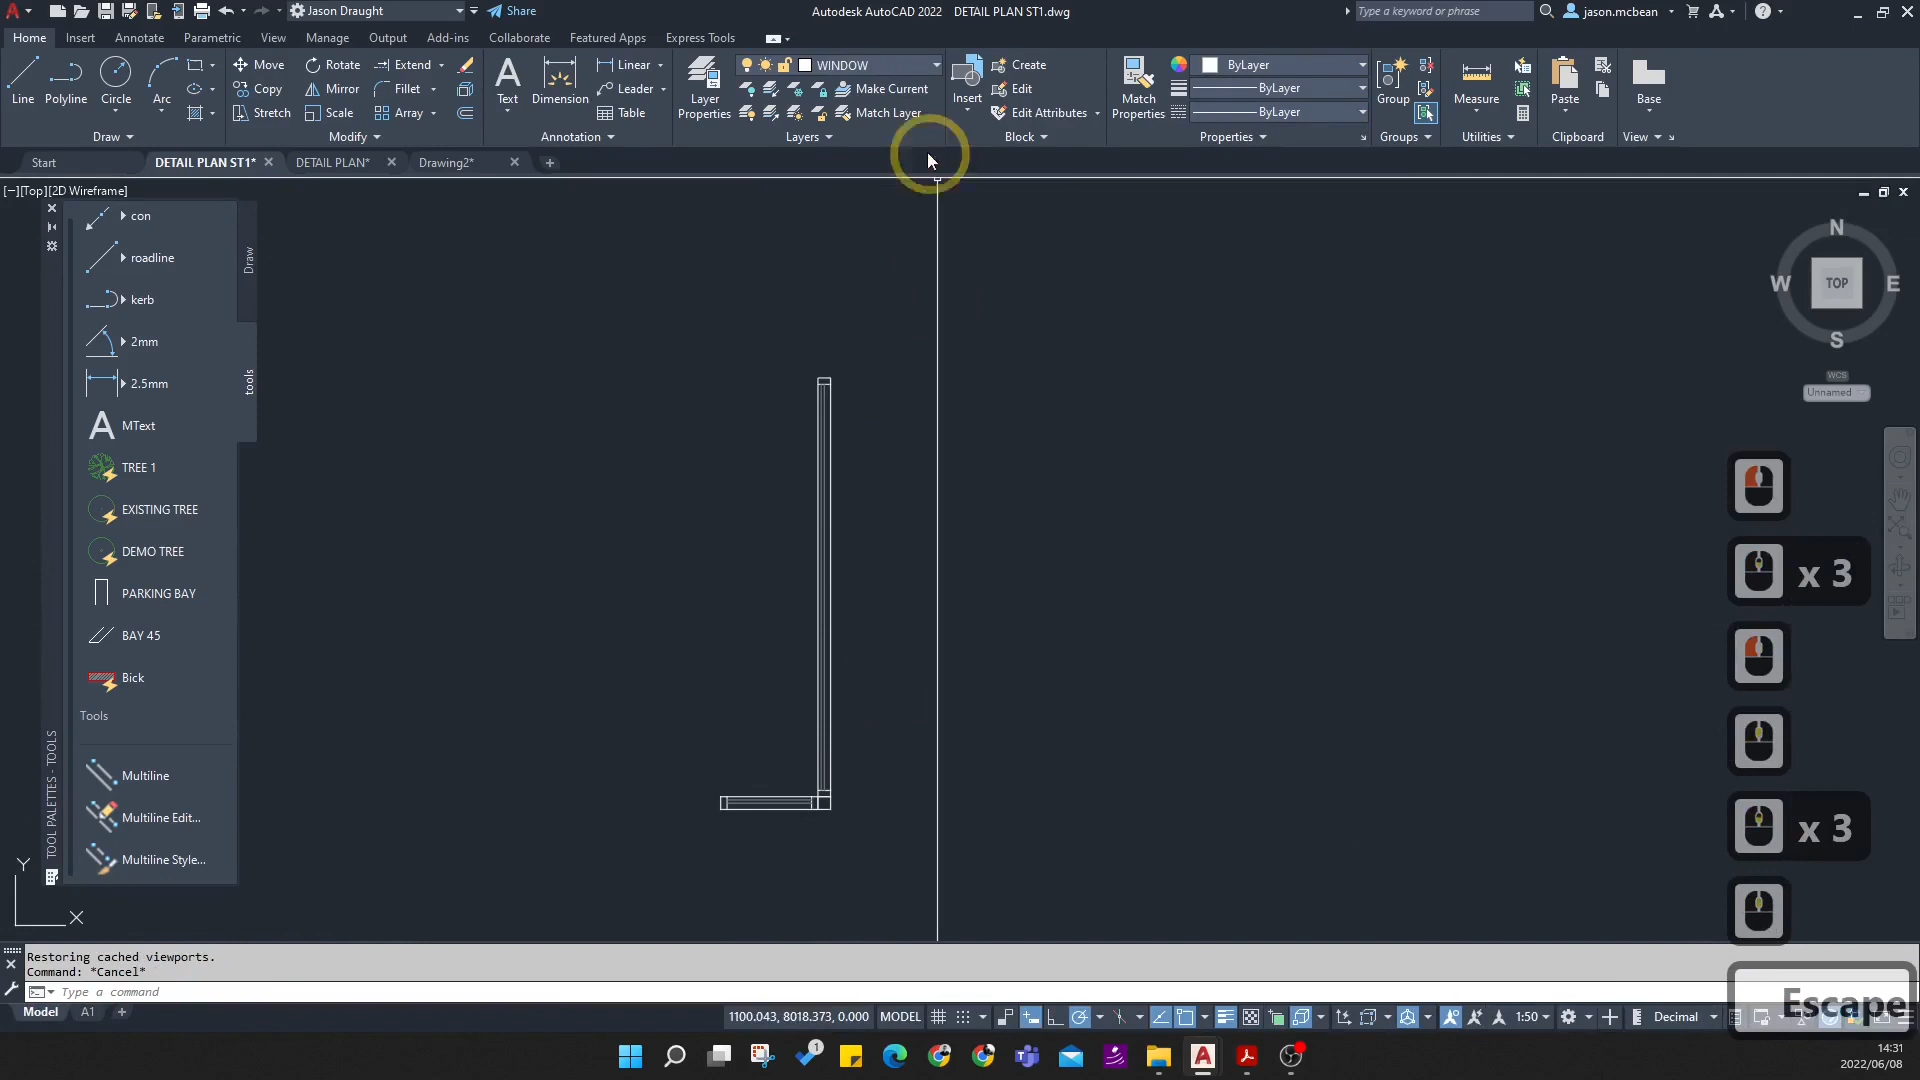 Jason Draught
Share
Autodesk AutoCAD 2022 DETAIL PLAN ST1.dwg
Type a keyword or phrase
jason.mcbean
Home Insert Annotate Parametric View Manage Output Add-ins Collaborate Featured Apps Express Tools
Line Polyline Circle Arc
Move Rotate Extend
Copy Mirror Fillet
Stretch Scale Array
Text Dimension
Linear
Leader
Table
Layer Properties
WINDOW
Make Current
Match Layer
Insert
Create
Edit
Edit Attributes
Match Properties
ByLayer
ByLayer
ByLayer
Group
Measure
Paste
Base
Draw Modify Annotation Layers Block Properties Groups Utilities Clipboard View
Start DETAIL PLAN ST1* DETAIL PLAN* Drawing2*
[−][Top][2D Wireframe]
con
roadline
kerb
2mm
2.5mm
MText
TREE 1
EXISTING TREE
DEMO TREE
PARKING BAY
BAY 45
Bick
Tools
Multiline
Multiline Edit...
Multiline Style...
Draw
tools
TOOL PALETTES - TOOLS
N
W TOP E
S
WCS
Unnamed
x 3
x 3
Y
X
Restoring cached viewports.
Command: *Cancel*
Type a command
Escape
Model A1
1100.043, 8018.373, 0.000 MODEL
1:50
Decimal
1
14:31
2022/06/08